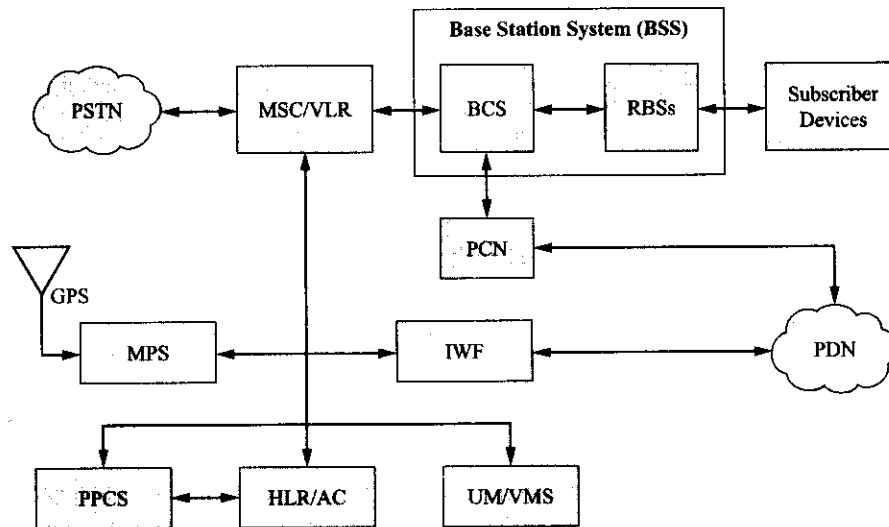 Base Station System (BSS)
PSTN
MSC/VLR
BCS
RBSs
Subscriber
Devices
PCN
GPS
MPS
IWF
PDN
PPCS
HLR/AC
UM/VMS